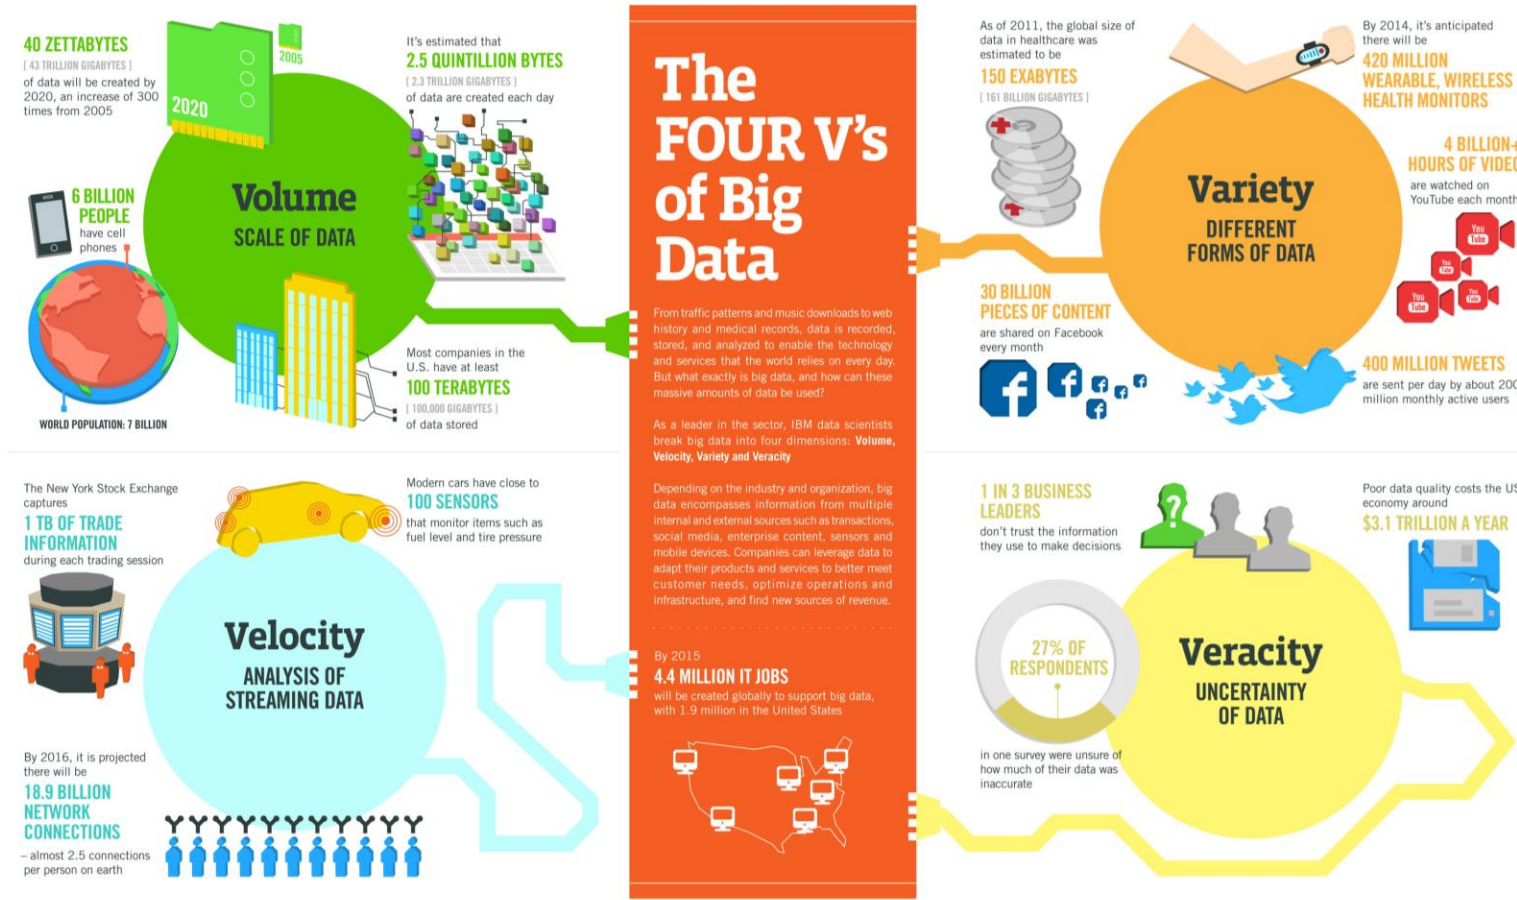 40 ZETTABYTES
[ 43 TRILLION GIGABYTES ]
of data will be created by
2020, an increase of 300
times from 2005
2005
2020
6 BILLION
PEOPLE
have cell
phones
WORLD POPULATION: 7 BILLION
Volume
SCALE OF DATA
It's estimated that
2.5 QUINTILLION BYTES
[ 2.3 TRILLION GIGABYTES ]
of data are created each day
Most companies in the
U.S. have at least
100 TERABYTES
[ 100,000 GIGABYTES ]
of data stored
The New York Stock Exchange
captures
1 TB OF TRADE
INFORMATION
during each trading session
Modern cars have close to
100 SENSORS
that monitor items such as
fuel level and tire pressure
Velocity
ANALYSIS OF
STREAMING DATA
By 2016, it is projected
there will be
18.9 BILLION
NETWORK
CONNECTIONS
– almost 2.5 connections
per person on earth
The
FOUR V's
of Big
Data
From traffic patterns and music downloads to web
history and medical records, data is recorded,
stored, and analyzed to enable the technology
and services that the world relies on every day.
But what exactly is big data, and how can these
massive amounts of data be used?
As a leader in the sector, IBM data scientists
break big data into four dimensions: Volume,
Velocity, Variety and Veracity
Depending on the industry and organization, big
data encompasses information from multiple
internal and external sources such as transactions,
social media, enterprise content, sensors and
mobile devices. Companies can leverage data to
adapt their products and services to better meet
customer needs, optimize operations and
infrastructure, and find new sources of revenue.
By 2015
4.4 MILLION IT JOBS
will be created globally to support big data,
with 1.9 million in the United States
As of 2011, the global size of
data in healthcare was
estimated to be
150 EXABYTES
[ 161 BILLION GIGABYTES ]
30 BILLION
PIECES OF CONTENT
are shared on Facebook
every month
Variety
DIFFERENT
FORMS OF DATA
By 2014, it's anticipated
there will be
420 MILLION
WEARABLE, WIRELESS
HEALTH MONITORS
4 BILLION+
HOURS OF VIDEO
are watched on
YouTube each month
You
Tube
You
Tube
You
Tube
You
Tube
400 MILLION TWEETS
are sent per day by about 200
million monthly active users
1 IN 3 BUSINESS
LEADERS
don't trust the information
they use to make decisions
?
27% OF
RESPONDENTS
in one survey were unsure of
how much of their data was
inaccurate
Veracity
UNCERTAINTY
OF DATA
Poor data quality costs the US
economy around
$3.1 TRILLION A YEAR